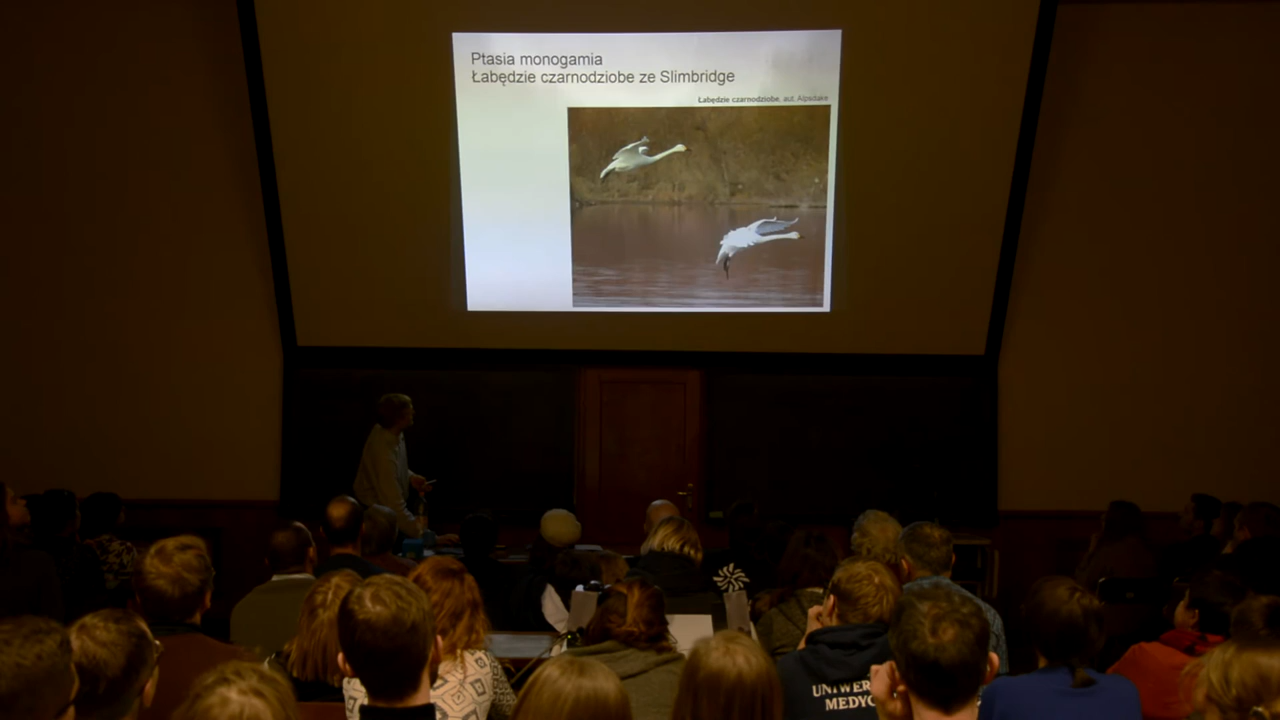 Ptasia monogamia
Łabędzie czarnodziobe ze Slimbridge
Łabędzie czarnodziobe, aut. Alpsdake
UNIWER
MEDYC